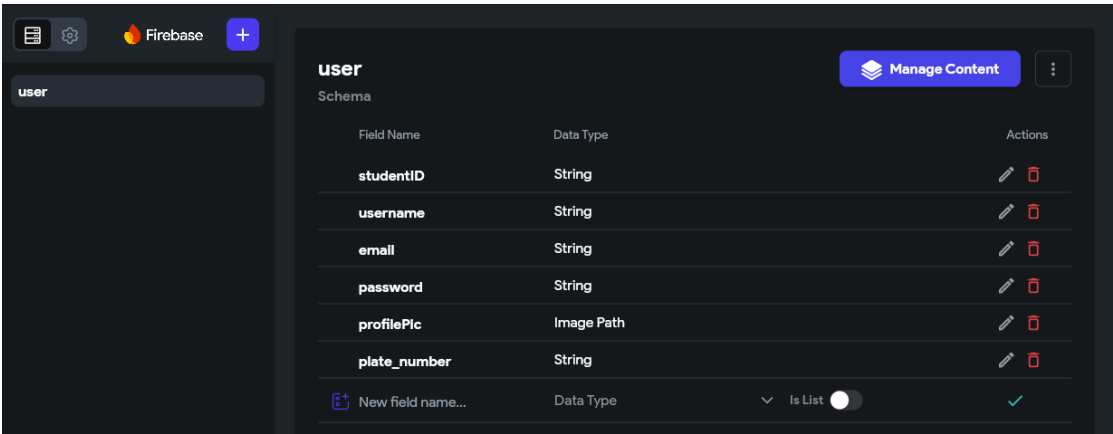 Firebase
user
user
Manage Content
Schema
Field Name Data Type Actions
studentID String
username String
email String
password String
profilePIc Image Path
plate_number String
New field name... Data Type Is List